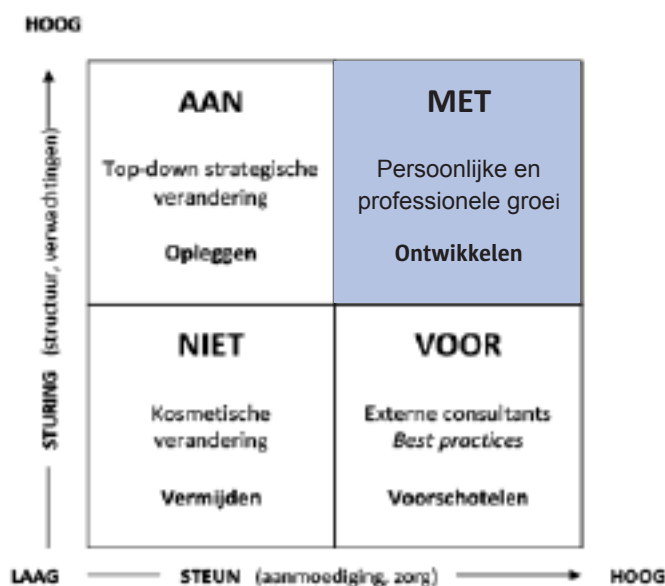 HOOG
AAN
Top-down strategische
verandering
Opleggen
MET
Persoonlijke en
professionele groei
Ontwikkelen
STURING (structuur, verwachtingen)
NIET
Kosmetische
verandering
Vermijden
VOOR
Externe consultants
Best practices
Voorschotelen
LAAG
STEUN (aanmoediging, zorg)
HOOG